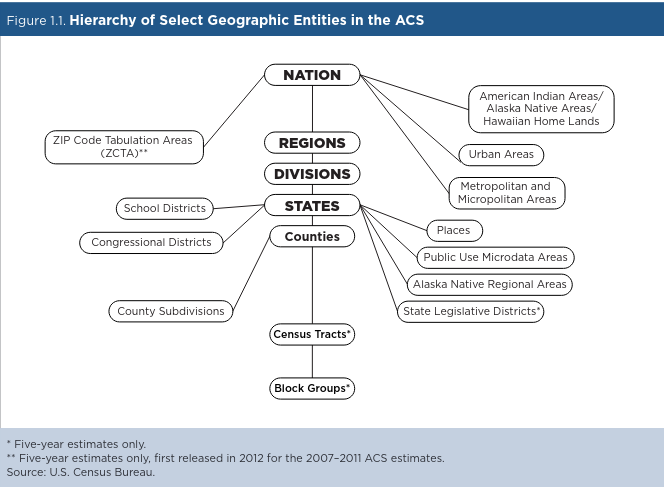 Figure 1.1. Hierarchy of Select Geographic Entities in the ACS
NATION
American Indian Areas/
Alaska Native Areas/
Hawaiian Home Lands
ZIP Code Tabulation Areas
(ZCTA)**
REGIONS
Urban Areas
DIVISIONS
Metropolitan and
Micropolitan Areas
School Districts
STATES
Places
Congressional Districts
Counties
Public Use Microdata Areas
Alaska Native Regional Areas
County Subdivisions
State Legislative Districts*
Census Tracts*
Block Groups*
* Five-year estimates only.
** Five-year estimates only, first released in 2012 for the 2007–2011 ACS estimates.
Source: U.S. Census Bureau.